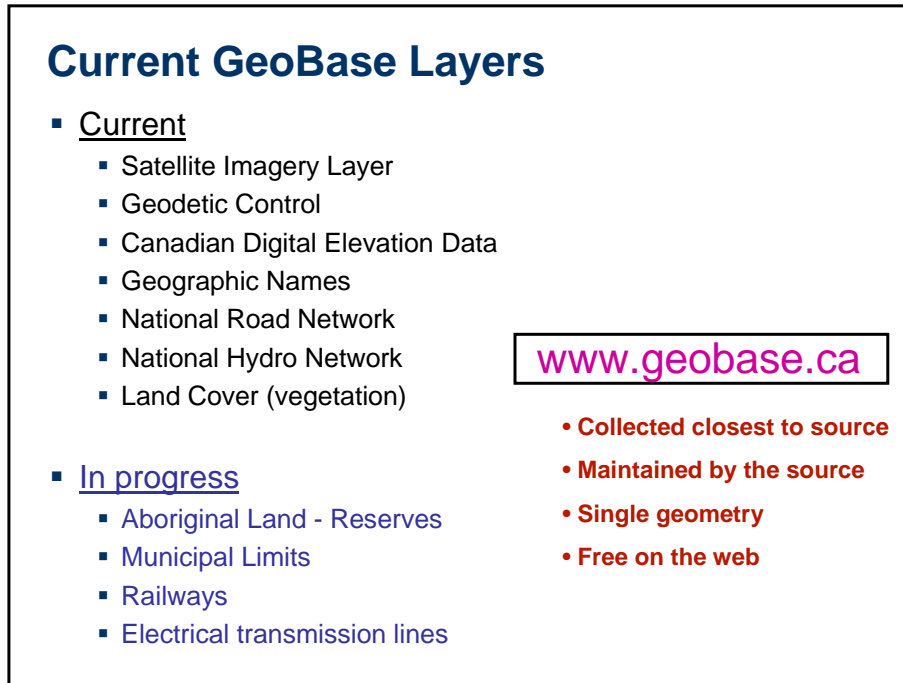 Current GeoBase Layers
▪ Current
▪ Satellite Imagery Layer
▪ Geodetic Control
▪ Canadian Digital Elevation Data
▪ Geographic Names
▪ National Road Network
▪ National Hydro Network
▪ Land Cover (vegetation)
▪ In progress
▪ Aboriginal Land - Reserves
▪ Municipal Limits
▪ Railways
▪ Electrical transmission lines
www.geobase.ca
• Collected closest to source
• Maintained by the source
• Single geometry
• Free on the web